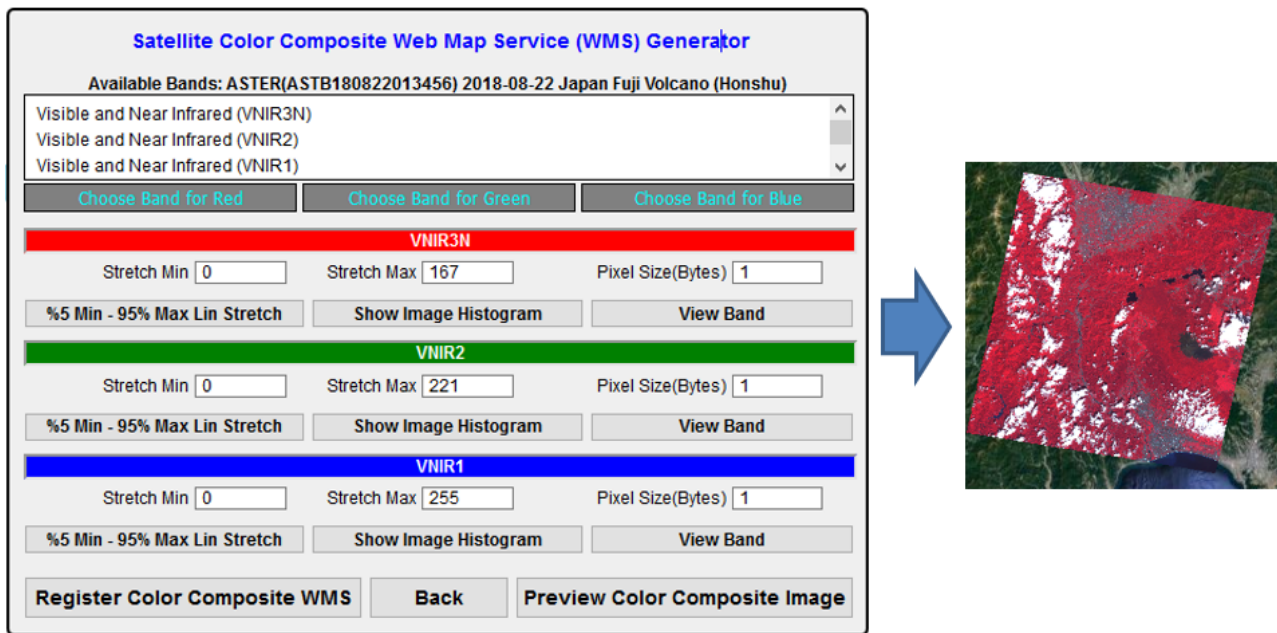 Satellite Color Composite Web Map Service (WMS) Generator
Available Bands: ASTER(ASTB180822013456) 2018-08-22 Japan Fuji Volcano (Honshu)
Visible and Near Infrared (VNIR3N)
Visible and Near Infrared (VNIR2)
Visible and Near Infrared (VNIR1)
Choose Band for Red Choose Band for Green Choose Band for Blue
VNIR3N
Stretch Min 0 Stretch Max 167 Pixel Size(Bytes) 1
%5 Min - 95% Max Lin Stretch Show Image Histogram View Band
VNIR2
Stretch Min 0 Stretch Max 221 Pixel Size(Bytes) 1
%5 Min - 95% Max Lin Stretch Show Image Histogram View Band
VNIR1
Stretch Min 0 Stretch Max 255 Pixel Size(Bytes) 1
%5 Min - 95% Max Lin Stretch Show Image Histogram View Band
Register Color Composite WMS Back Preview Color Composite Image